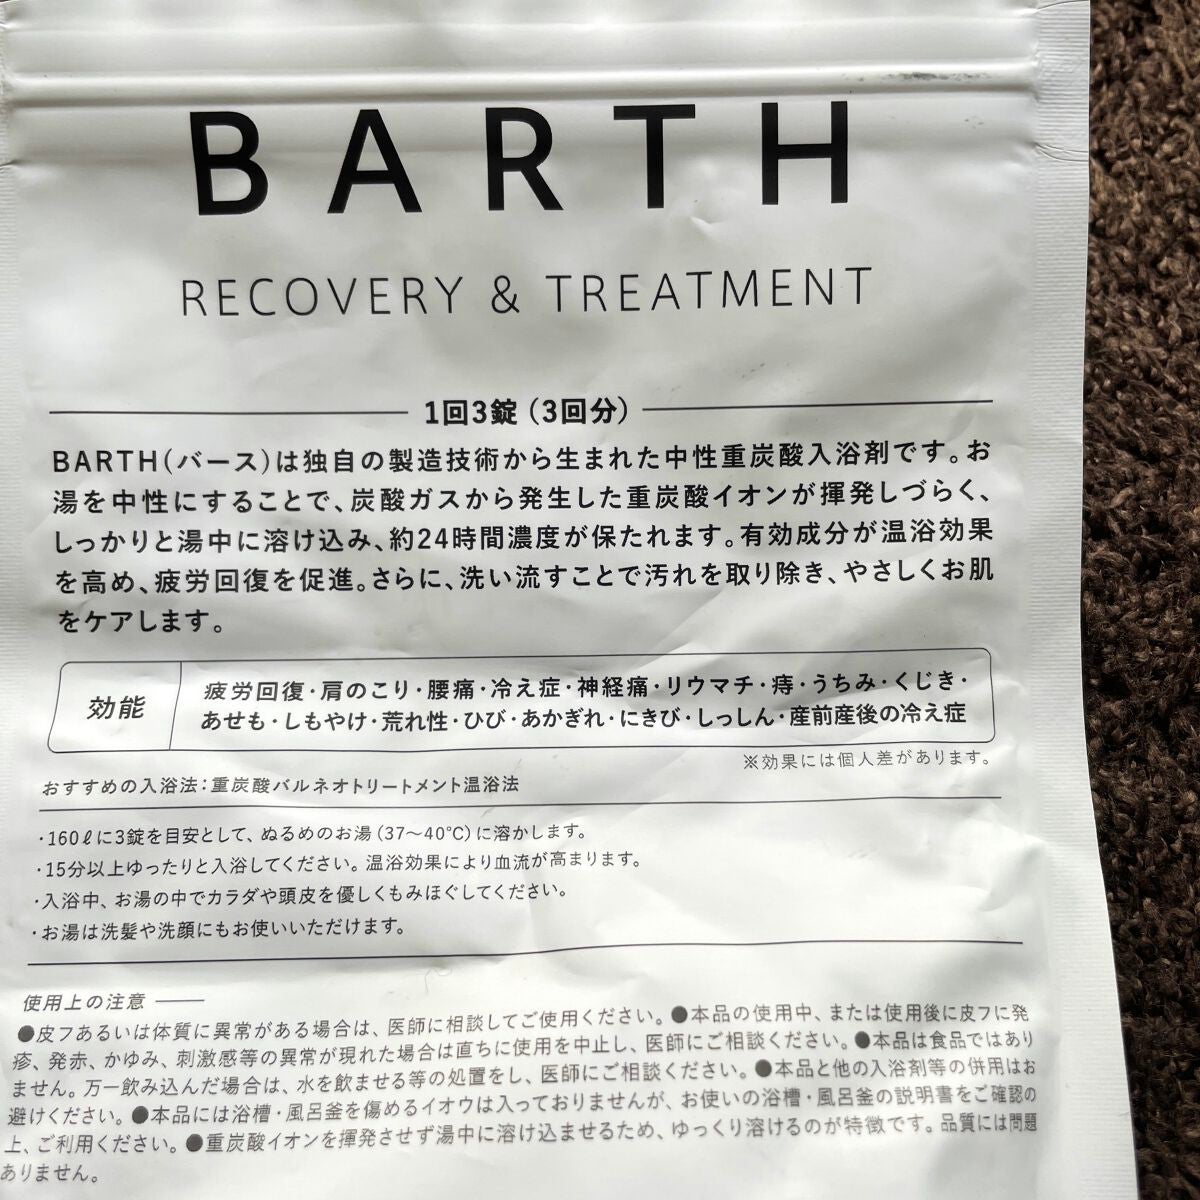 BARTH
RECOVERY & TREATMENT
1回3錠（3回分）
BARTH(バース)は独自の製造技術から生まれた中性重炭酸入浴剤です。お
湯を中性にすることで、炭酸ガスから発生した重炭酸イオンが揮発しづらく、
しっかりと湯中に溶け込み、約24時間濃度が保たれます。有効成分が温浴効果
を高め、疲労回復を促進。さらに、洗い流すことで汚れを取り除き、やさしくお肌
をケアします。
効能
疲労回復・肩のこり・腰痛・冷え症・神経痛・リウマチ・痔・うちみ・くじき・
あせも・しもやけ・荒れ性・ひび・あかぎれ・にきび・しっしん・産前産後の冷え症
※効果には個人差があります。
おすすめの入浴法：重炭酸バルネオトリートメント温浴法
・160ℓに3錠を目安として、ぬるめのお湯（37～40℃）に溶かします。
・15分以上ゆったりと入浴してください。温浴効果により血流が高まります。
・入浴中、お湯の中でカラダや頭皮を優しくもみほぐしてください。
・お湯は洗髪や洗顔にもお使いいただけます。
使用上の注意
●皮フあるいは体質に異常がある場合は、医師に相談してご使用ください。●本品の使用中、または使用後に皮フに発
疹、発赤、かゆみ、刺激感等の異常が現れた場合は直ちに使用を中止し、医師にご相談ください。●本品は食品ではあり
ません。万一飲み込んだ場合は、水を飲ませる等の処置をし、医師にご相談ください。●本品と他の入浴剤等の併用はお
避けください。●本品には浴槽・風呂釜を傷めるイオウは入っておりませんが、お使いの浴槽・風呂釜の説明書をご確認の
上、ご利用ください。●重炭酸イオンを揮発させず湯中に溶け込ませるため、ゆっくり溶けるのが特徴です。品質には問題
ありません。